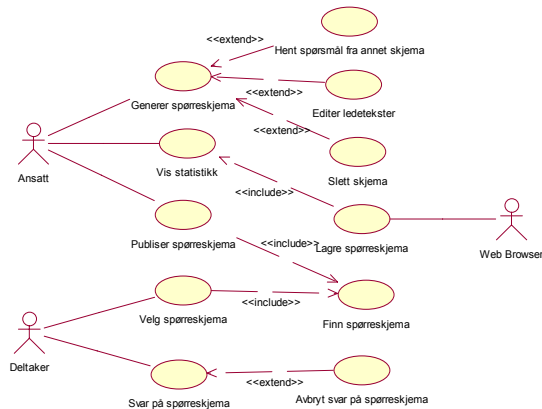 <<extend>>
Hent spørsmål fra annet skjema
Generer spørreskjema
<<extend>>
Editer ledetekster
<<extend>>
Ansatt
Vis statistikk
Slett skjema
<<include>>
Publiser spørreskjema
<<include>>
Lagre spørreskjema
Web Browser
Velg spørreskjema
<<include>>
Finn spørreskjema
Deltaker
Svar på spørreskjema
<<extend>>
Avbryt svar på spørreskjema